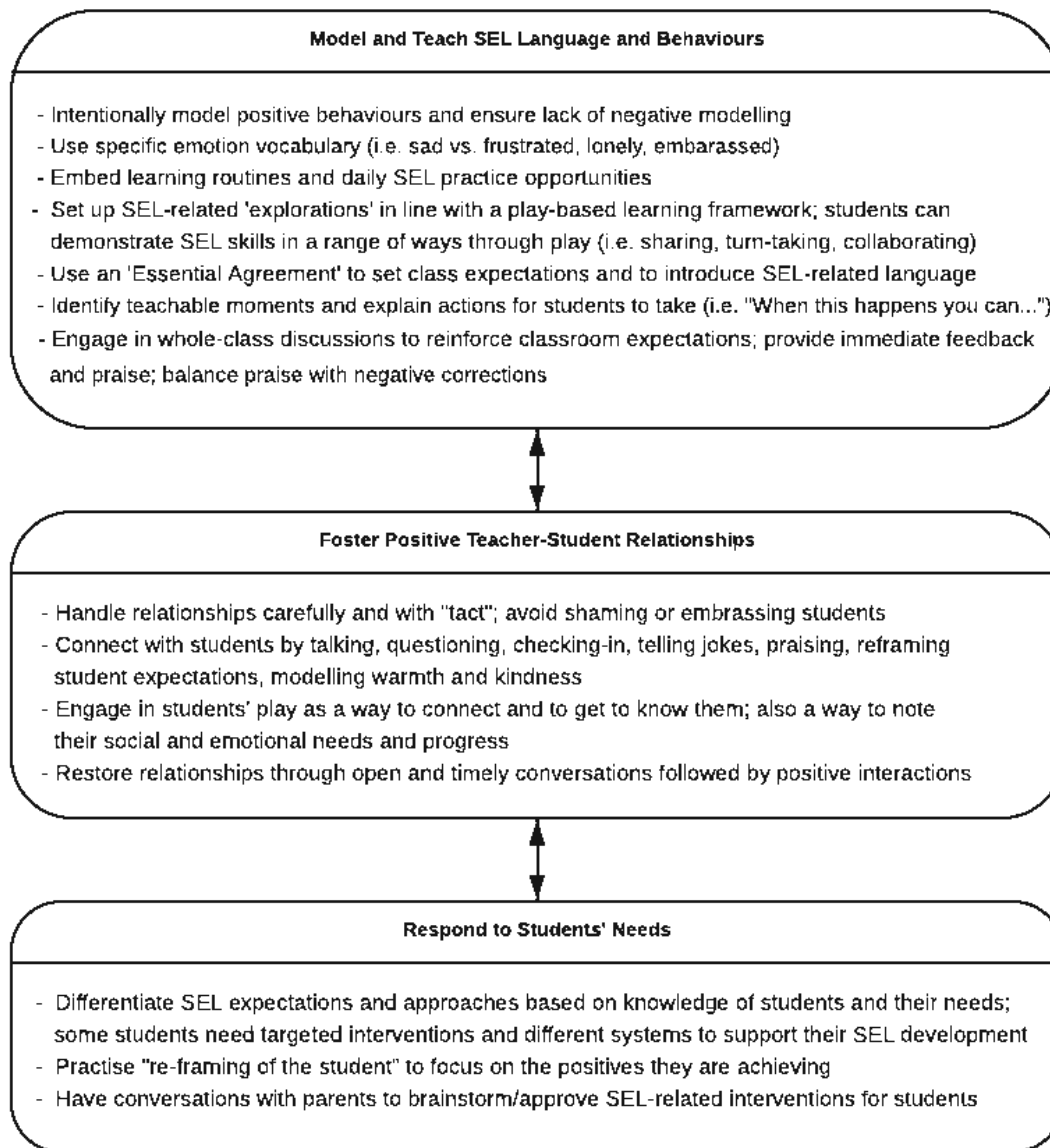 Model and Teach SEL Language and Behaviours
- Intentionally model positive behaviours and ensure lack of negative modelling
- Use specific emotion vocabulary (i.e. sad vs. frustrated, lonely, embarassed)
- Embed learning routines and daily SEL practice opportunities
- Set up SEL-related 'explorations' in line with a play-based learning framework; students can
demonstrate SEL skills in a range of ways through play (i.e. sharing, turn-taking, collaborating)
- Use an 'Essential Agreement' to set class expectations and to introduce SEL-related language
- Identify teachable moments and explain actions for students to take (i.e. "When this happens you can...")
- Engage in whole-class discussions to reinforce classroom expectations; provide immediate feedback
and praise; balance praise with negative corrections
Foster Positive Teacher-Student Relationships
- Handle relationships carefully and with "tact"; avoid shaming or embrassing students
- Connect with students by talking, questioning, checking-in, telling jokes, praising, reframing
student expectations, modelling warmth and kindness
- Engage in students' play as a way to connect and to get to know them; also a way to note
their social and emotional needs and progress
- Restore relationships through open and timely conversations followed by positive interactions
Respond to Students' Needs
- Differentiate SEL expectations and approaches based on knowledge of students and their needs;
some students need targeted interventions and different systems to support their SEL development
- Practise "re-framing of the student" to focus on the positives they are achieving
- Have conversations with parents to brainstorm/approve SEL-related interventions for students